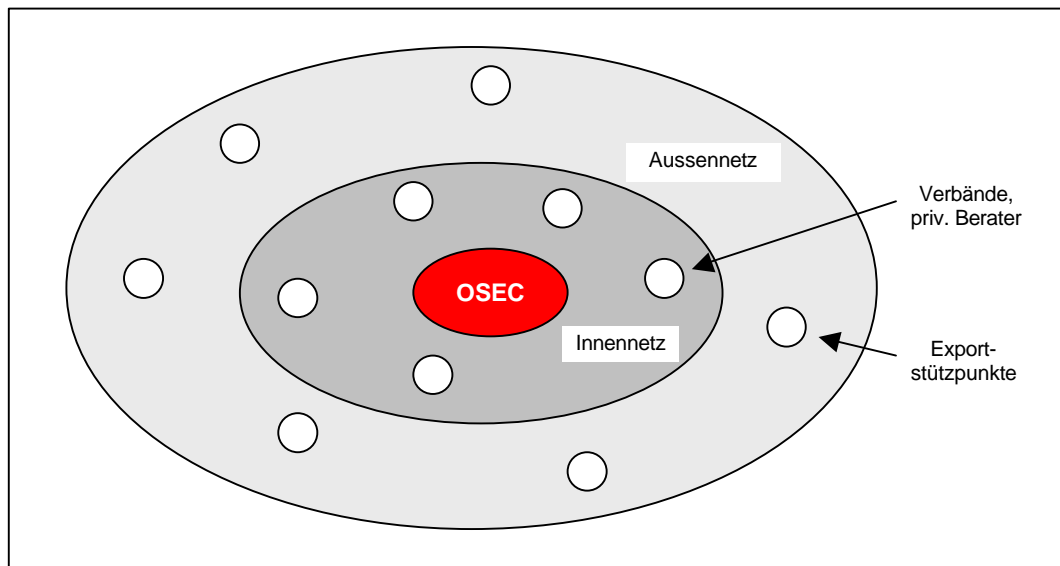 Aussennetz
Verbände,
priv. Berater
OSEC
Innennetz
Export-
stützpunkte